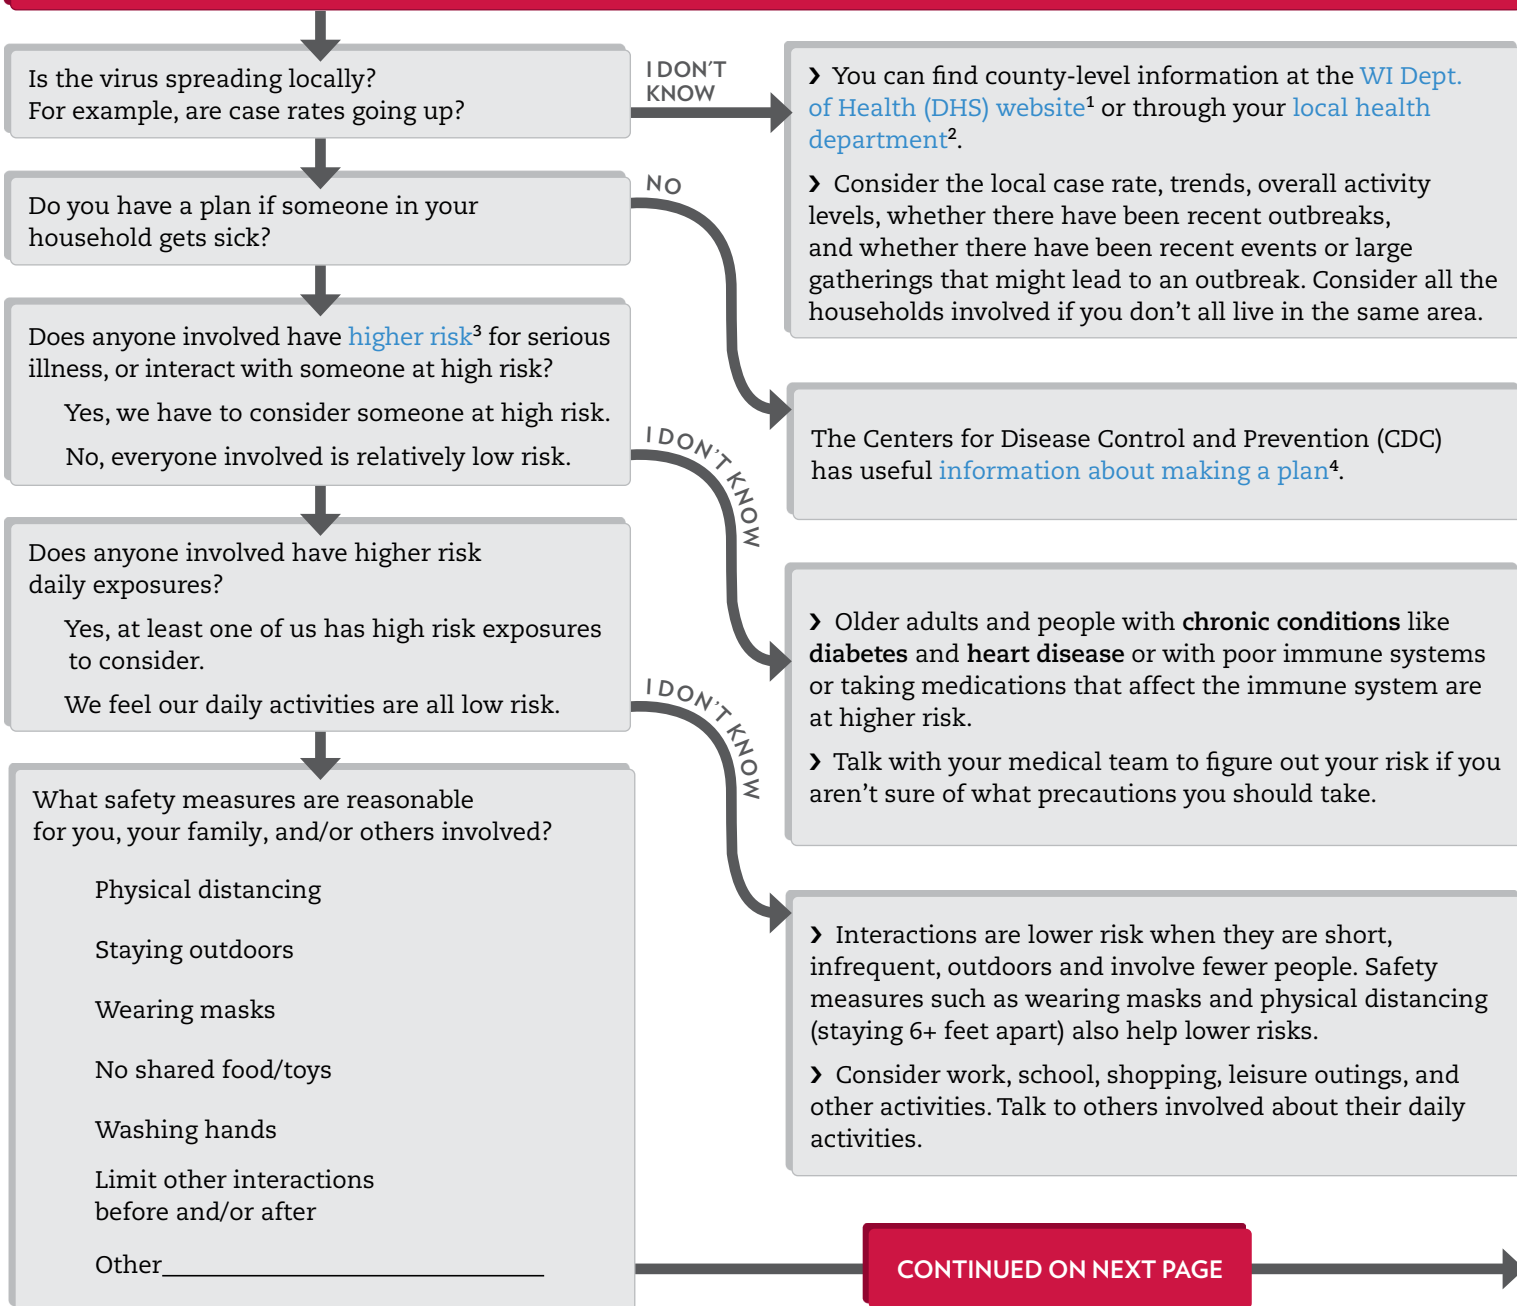 Is the virus spreading locally?
For example, are case rates going up?
I DON'T
KNOW
› You can find county-level information at the WI Dept.
of Health (DHS) website¹ or through your local health
department².
› Consider the local case rate, trends, overall activity
levels, whether there have been recent outbreaks,
and whether there have been recent events or large
gatherings that might lead to an outbreak. Consider all the
households involved if you don’t all live in the same area.
Do you have a plan if someone in your
household gets sick?
NO
The Centers for Disease Control and Prevention (CDC)
has useful information about making a plan⁴.
Does anyone involved have higher risk³ for serious
illness, or interact with someone at high risk?
Yes, we have to consider someone at high risk.
No, everyone involved is relatively low risk.
I DON'T KNOW
› Older adults and people with chronic conditions like
diabetes and heart disease or with poor immune systems
or taking medications that affect the immune system are
at higher risk.
› Talk with your medical team to figure out your risk if you
aren't sure of what precautions you should take.
Does anyone involved have higher risk
daily exposures?
Yes, at least one of us has high risk exposures
to consider.
We feel our daily activities are all low risk.
I DON'T KNOW
› Interactions are lower risk when they are short,
infrequent, outdoors and involve fewer people. Safety
measures such as wearing masks and physical distancing
(staying 6+ feet apart) also help lower risks.
› Consider work, school, shopping, leisure outings, and
other activities. Talk to others involved about their daily
activities.
What safety measures are reasonable
for you, your family, and/or others involved?
Physical distancing
Staying outdoors
Wearing masks
No shared food/toys
Washing hands
Limit other interactions
before and/or after
Other______________________________
CONTINUED ON NEXT PAGE